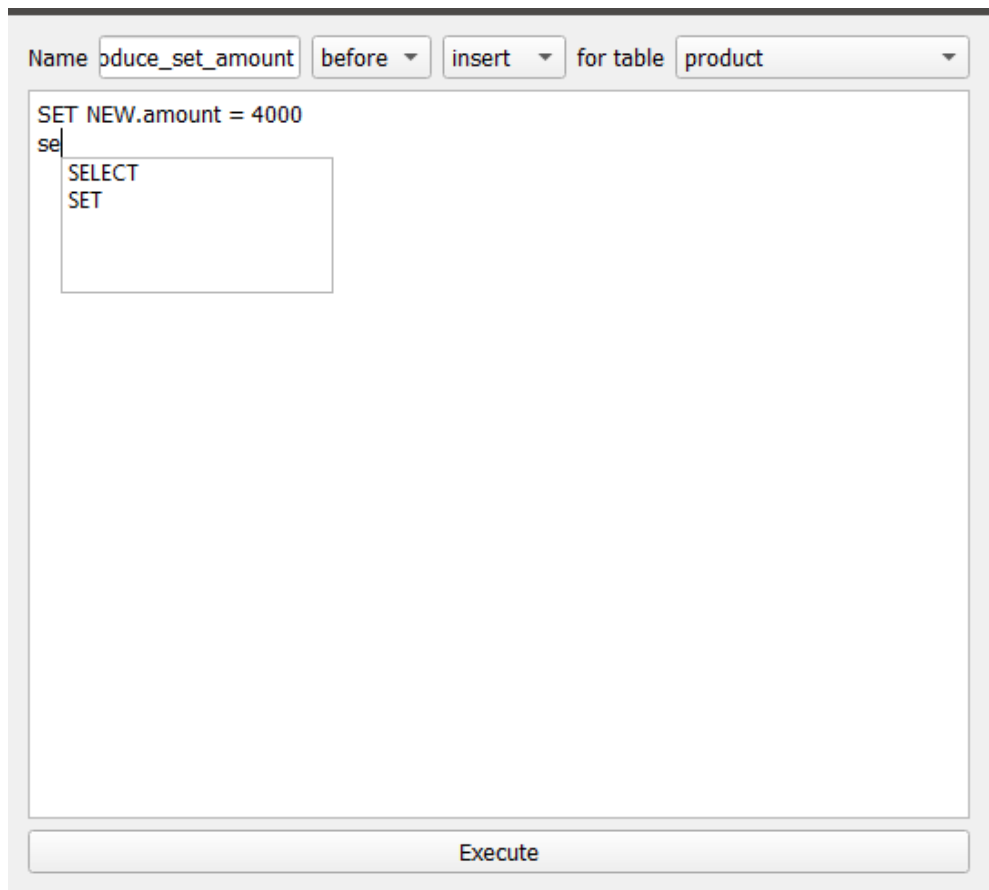 Name oduce_set_amount before insert for table product
SET NEW.amount = 4000
se
SELECT
SET
Execute